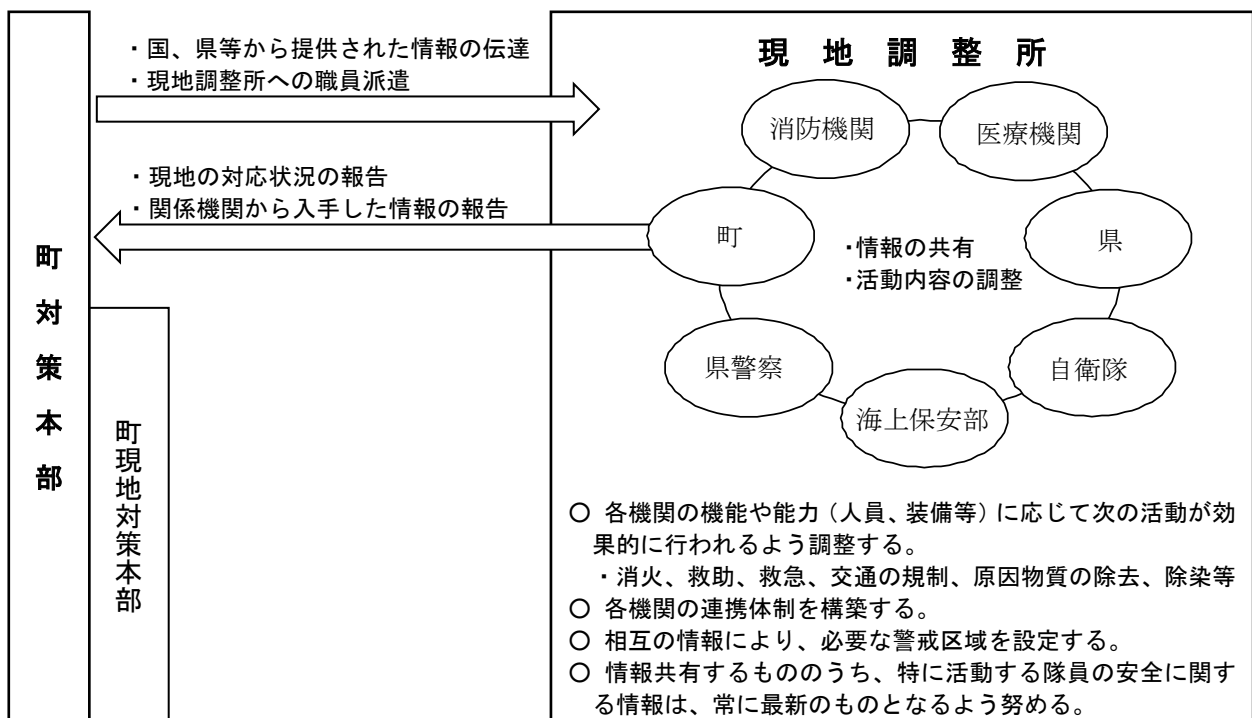 ・国、県等から提供された情報の伝達
・現地調整所への職員派遣
・現地の対応状況の報告
・関係機関から入手した情報の報告
町対策本部
町現地対策本部
現地調整所
消防機関
医療機関
町
県
・情報の共有
・活動内容の調整
県警察
自衛隊
海上保安部
○ 各機関の機能や能力（人員、装備等）に応じて次の活動が効
果的に行われるよう調整する。
・消火、救助、救急、交通の規制、原因物質の除去、除染等
○ 各機関の連携体制を構築する。
○ 相互の情報により、必要な警戒区域を設定する。
○ 情報共有するもののうち、特に活動する隊員の安全に関す
る情報は、常に最新のものとなるよう努める。